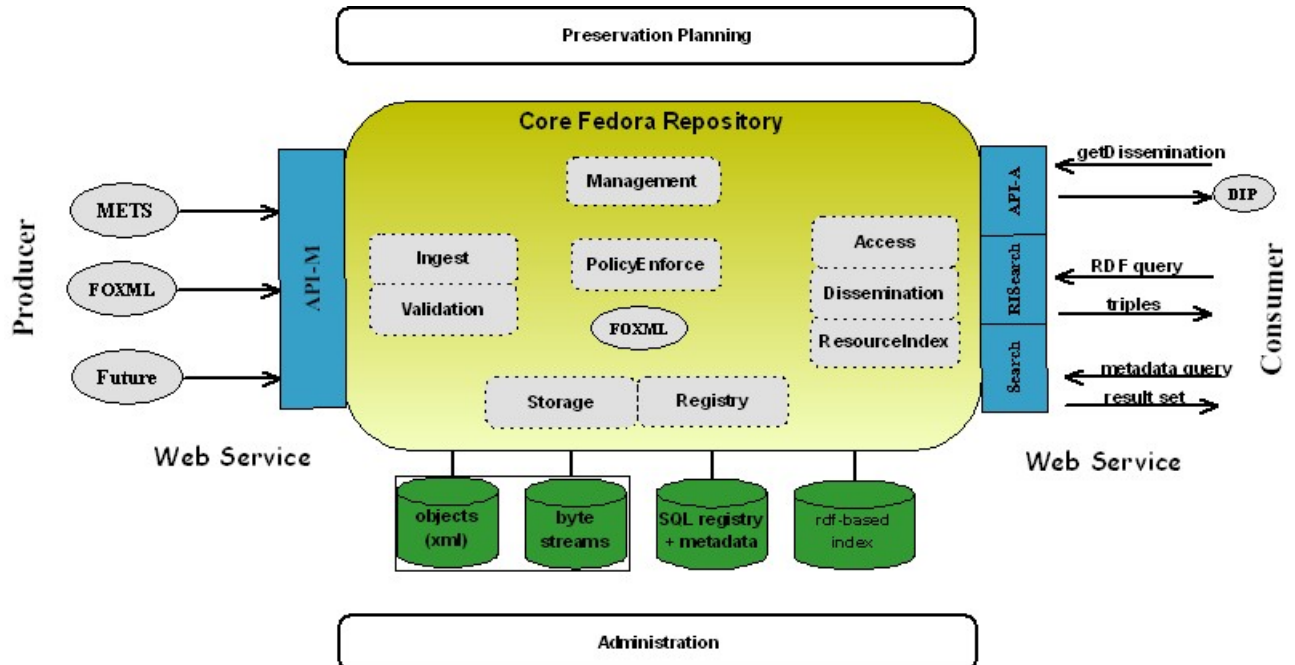 Preservation Planning
Core Fedora Repository
Producer
METS
FOXML
Future
API-M
Web Service
Management
Ingest
Validation
PolicyEnforce
FOXML
Access
Dissemination
ResourceIndex
Storage
Registry
API-A
RISearch
Search
getDissemination
DIP
RDF query
triples
metadata query
result set
Consumer
Web Service
objects
(xml)
byte
streams
SQL registry
+ metadata
rdf-based
index
Administration